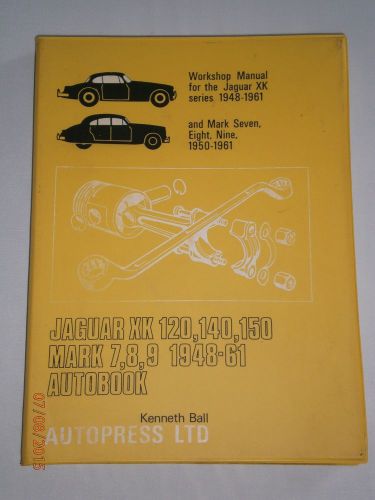 Workshop Manual
for the Jaguar XK
series 1948-1961
and Mark Seven,
Eight, Nine,
1950-1961
JAGUAR XK 120,140,150
MARK 7,8,9 1948-61
AUTOBOOK
Kenneth Ball
AUTOPRESS LTD
07/08/2015